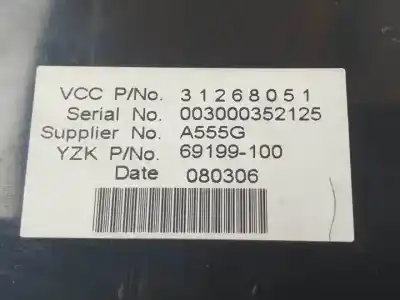 VCC P/No. 31268051
Serial No. 003000352125
Supplier No. A555G
YZK P/No. 69199-100
Date 080306